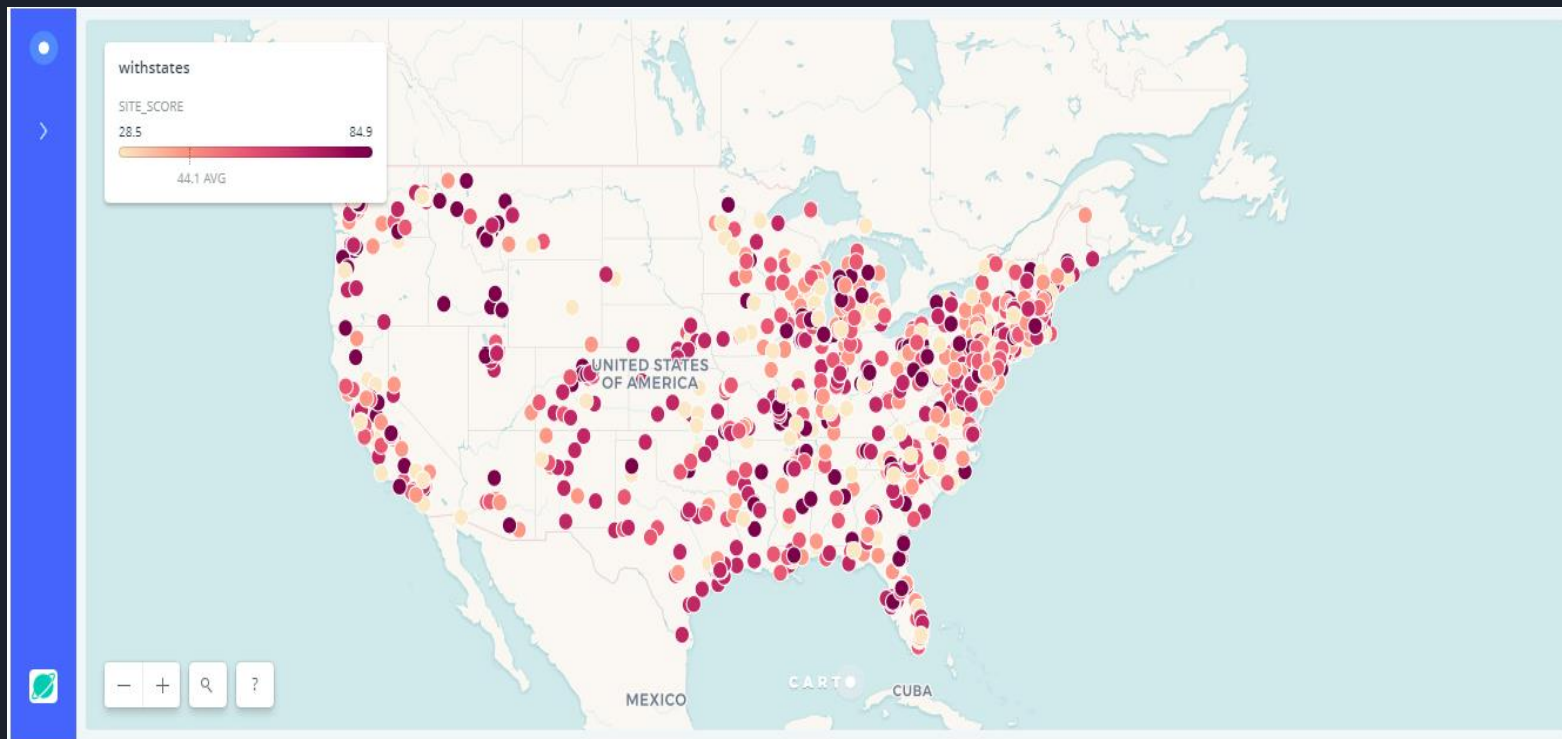 withstates
SITE_SCORE
28.5 84.9
44.1 AVG
UNITED STATES
OF AMERICA
MEXICO
CUBA
CARTO
− + ?